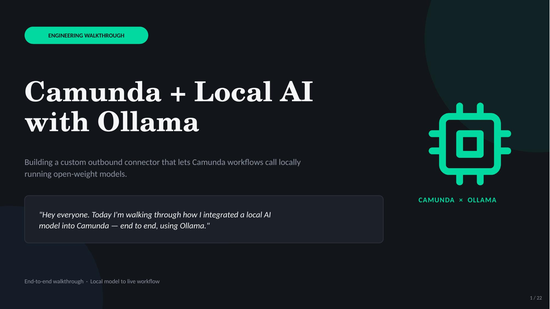 ENGINEERING WALKTHROUGH
Camunda + Local AI
with Ollama
Building a custom outbound connector that lets Camunda workflows call locally
running open-weight models.
"Hey everyone. Today I'm walking through how I integrated a local AI
model into Camunda — end to end, using Ollama."
CAMUNDA × OLLAMA
End-to-end walkthrough · Local model to live workflow
1 / 22